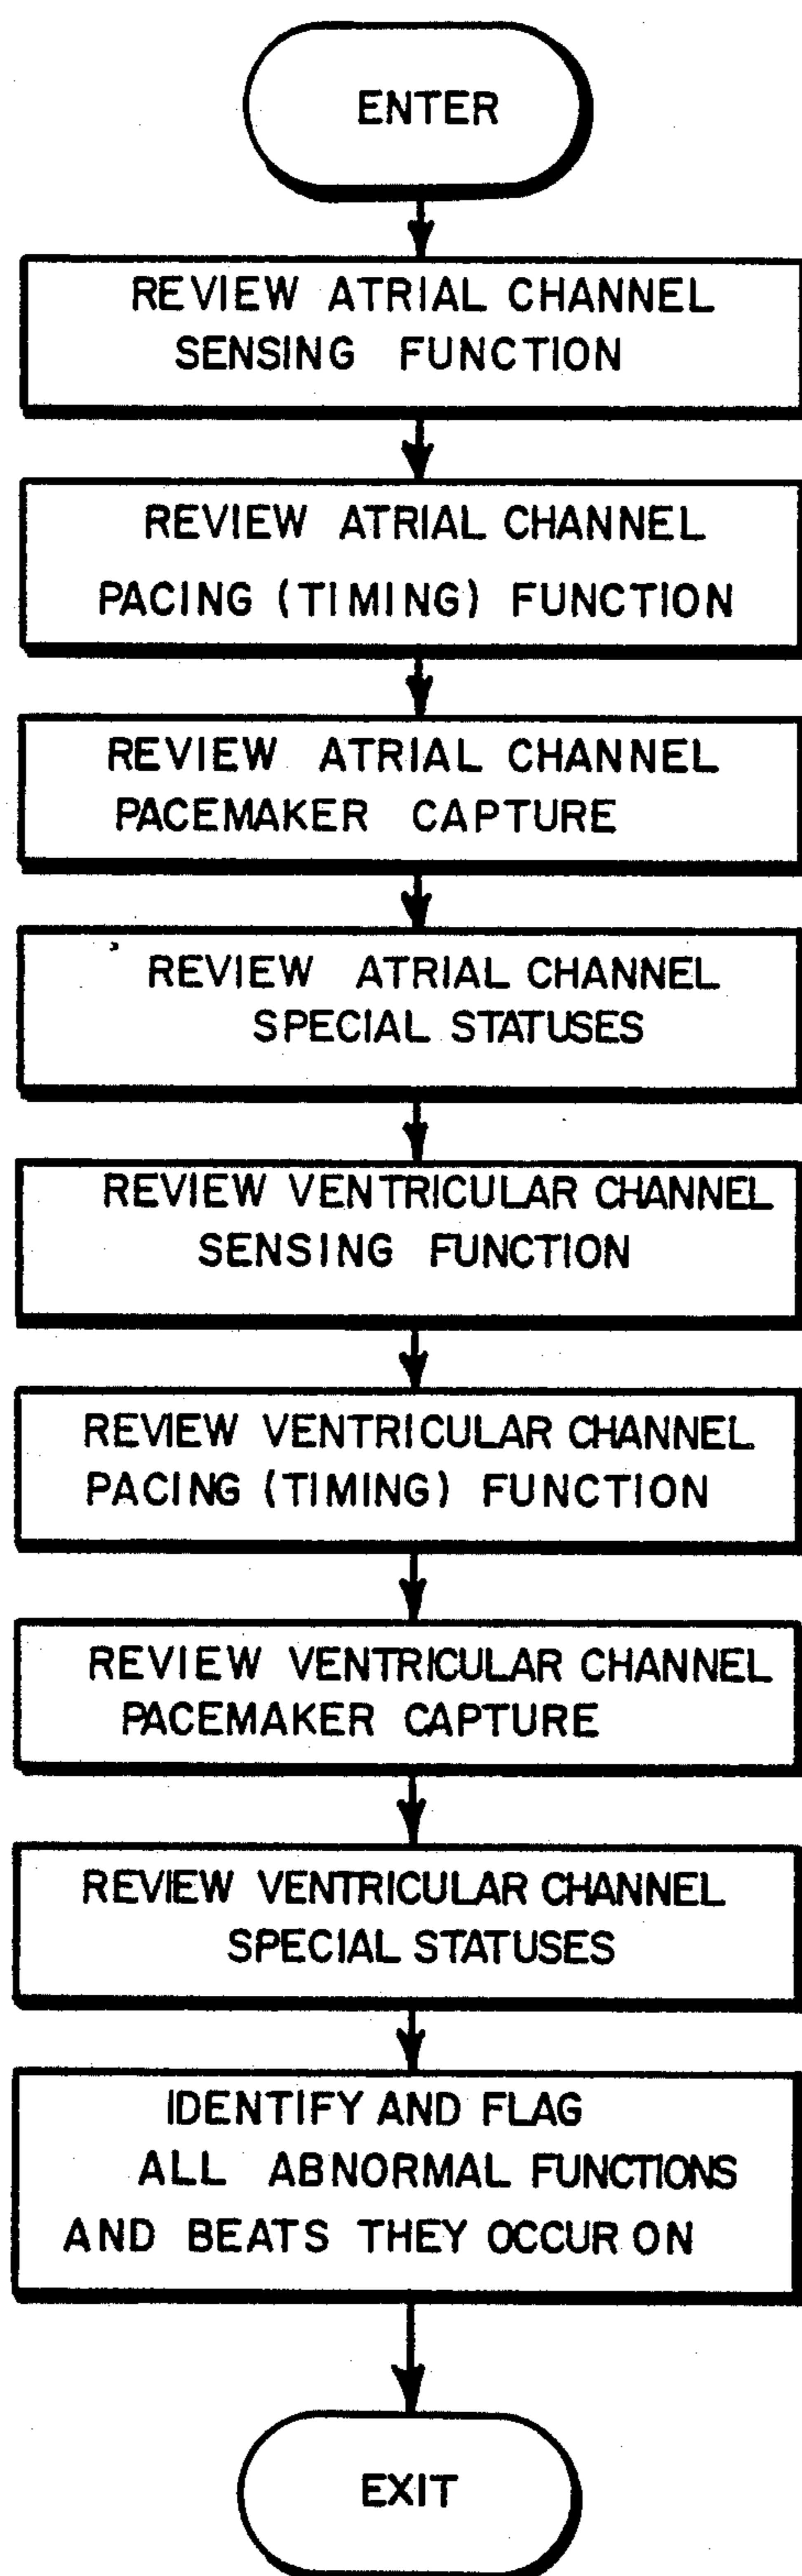 ENTER
REVIEW ATRIAL CHANNEL
SENSING FUNCTION
REVIEW ATRIAL CHANNEL
PACING (TIMING) FUNCTION
REVIEW ATRIAL CHANNEL
PACEMAKER CAPTURE
REVIEW ATRIAL CHANNEL
SPECIAL STATUSES
REVIEW VENTRICULAR CHANNEL
SENSING FUNCTION
REVIEW VENTRICULAR CHANNEL
PACING (TIMING) FUNCTION
REVIEW VENTRICULAR CHANNEL
PACEMAKER CAPTURE
REVIEW VENTRICULAR CHANNEL
SPECIAL STATUSES
IDENTIFY AND FLAG
ALL ABNORMAL FUNCTIONS
AND BEATS THEY OCCUR ON
EXIT